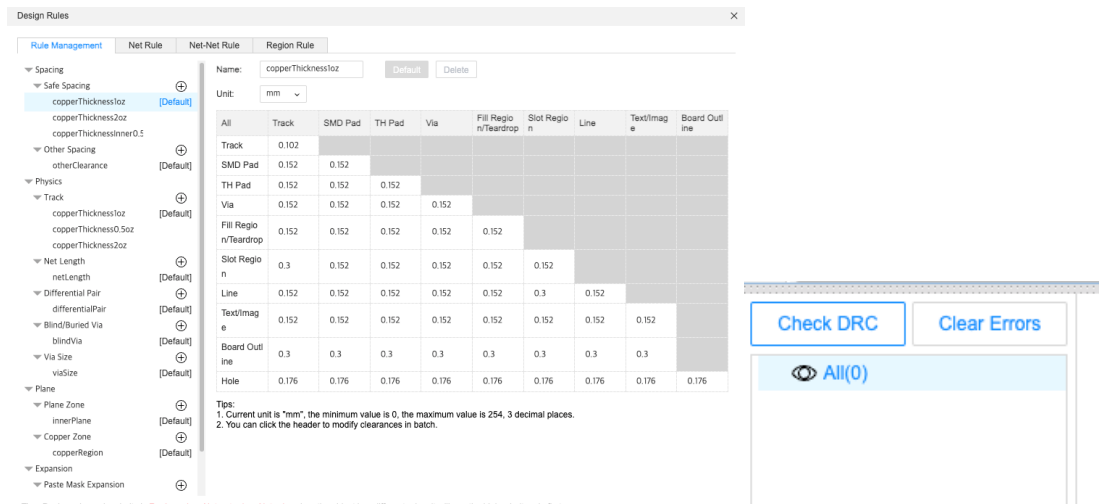 Design Rules
Rule Management Net Rule Net-Net Rule Region Rule
Spacing
Safe Spacing
copperThickness1oz [Default]
copperThickness2oz
copperThicknessInner0.5
Other Spacing
otherClearance [Default]
Physics
Track
copperThickness1oz [Default]
copperThickness0.5oz
copperThickness2oz
Net Length
netLength [Default]
Differential Pair
differentialPair [Default]
Blind/Buried Via
blindVia [Default]
Via Size
viaSize [Default]
Plane
Plane Zone
innerPlane [Default]
Copper Zone
copperRegion [Default]
Expansion
Paste Mask Expansion
Name: copperThickness1oz Default Delete
Unit: mm
All Track SMD Pad TH Pad Via Fill Regio n/Teardrop Slot Regio n Line Text/Imag e Board Outl ine
Track 0.102
SMD Pad 0.152 0.152
TH Pad 0.152 0.152 0.152
Via 0.152 0.152 0.152 0.152
Fill Regio n/Teardrop 0.152 0.152 0.152 0.152 0.152
Slot Regio n 0.3 0.152 0.152 0.152 0.152 0.152
Line 0.152 0.152 0.152 0.152 0.152 0.3 0.152
Text/Imag e 0.152 0.152 0.152 0.152 0.152 0.152 0.152 0.152
Board Outl ine 0.3 0.3 0.3 0.3 0.3 0.3 0.3 0.3
Hole 0.176 0.176 0.176 0.176 0.176 0.176 0.176 0.176 0.176
Tips:
1. Current unit is "mm", the minimum value is 0, the maximum value is 254, 3 decimal places.
2. You can click the header to modify clearances in batch.
Check DRC Clear Errors
All(0)